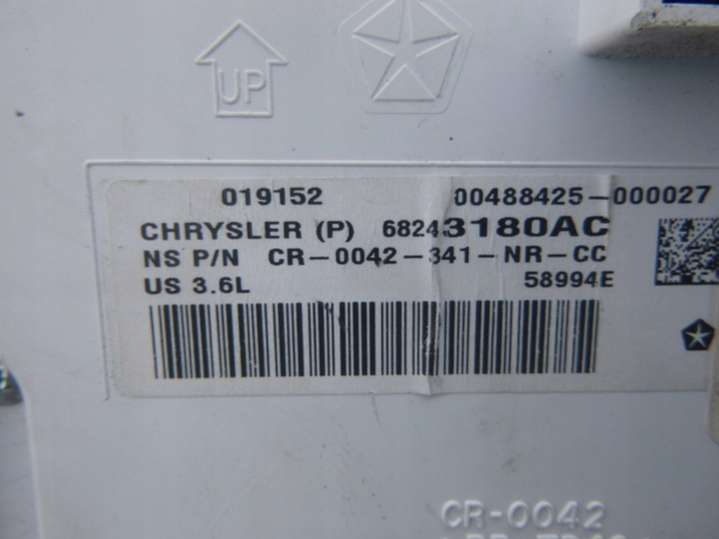 UP
019152 00488425-000027
CHRYSLER (P) 68243180AC
NS P/N CR-0042-341-NR-CC
US 3.6L 58994E
CR-0042